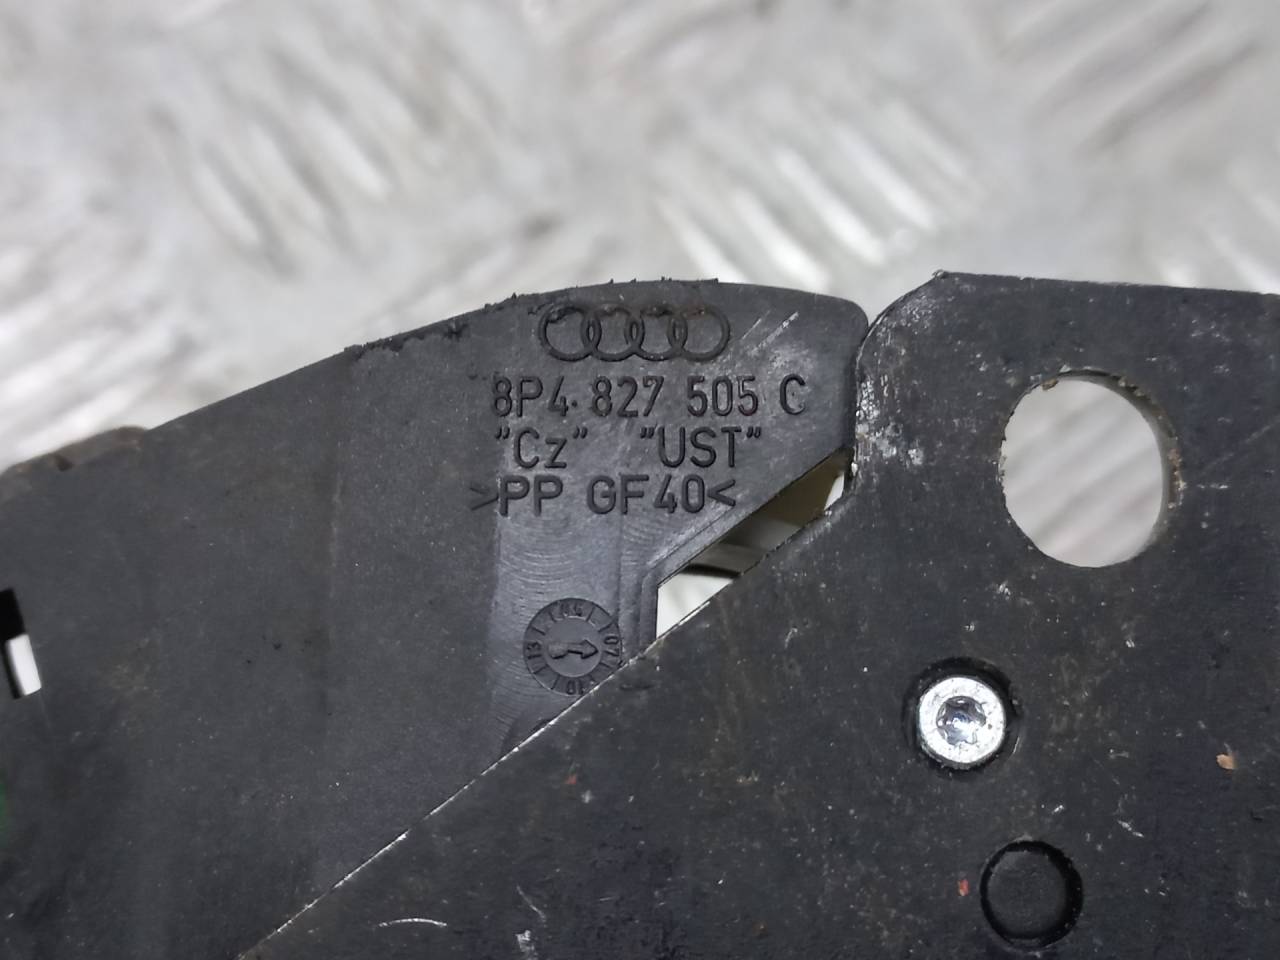 8P4 827 505 C
"Cz" "UST"
>PP GF40<